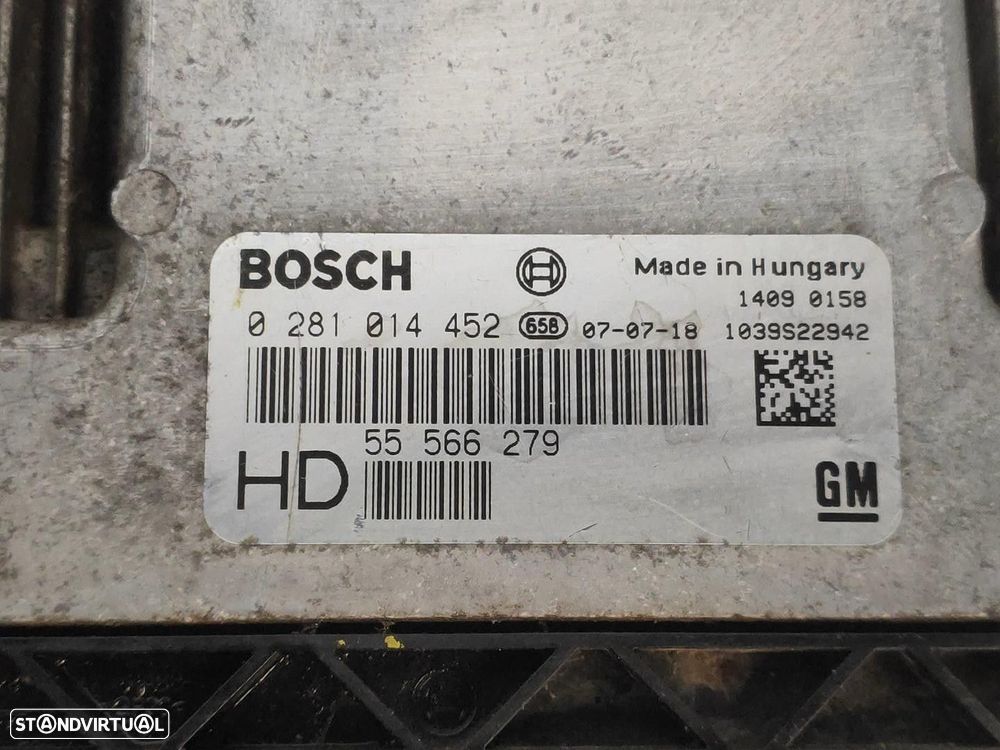 BOSCH
Made in Hungary
1409 0158
0 281 014 452 658 07-07-18 1039S22942
55 566 279
HD
GM
STANDVIRTUAL